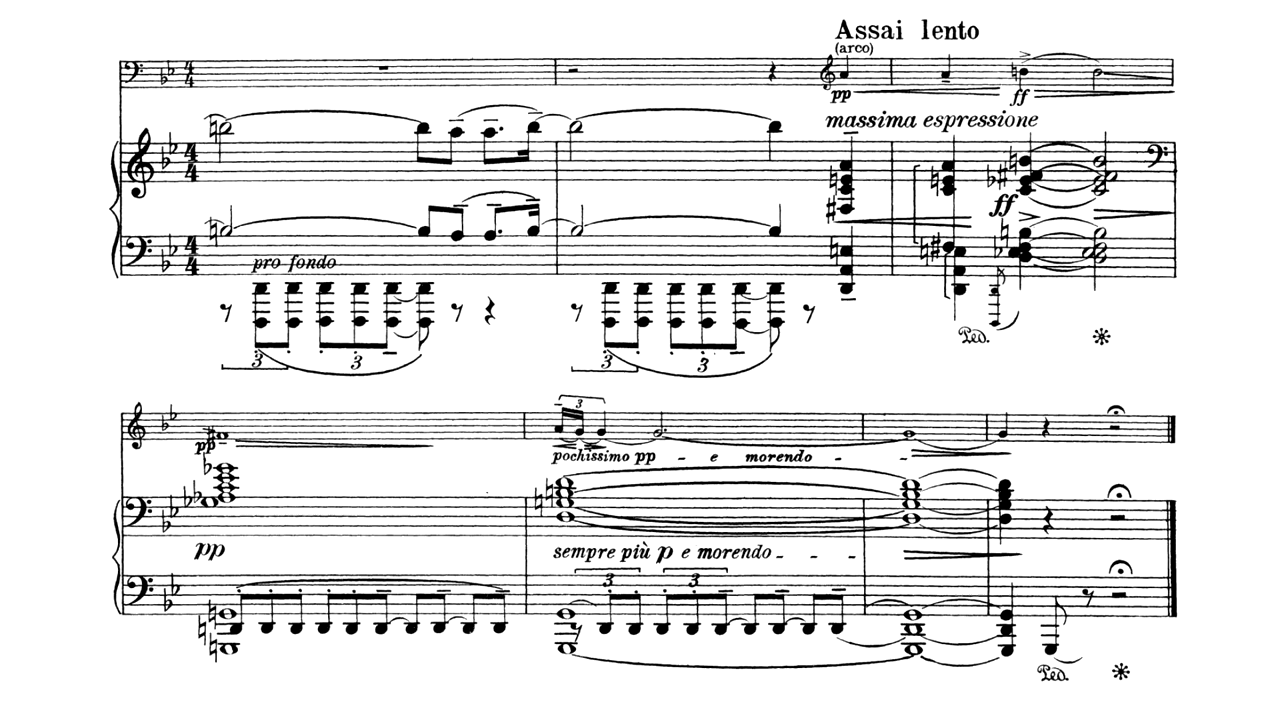 Assai lento
(arco)
pp ff
massima espressione
ff
pro fondo
3 3 3 3
Ped.
3
pp
pochissimo pp - e morendo - -
pp sempre più p e morendo - - -
3 3
Ped.